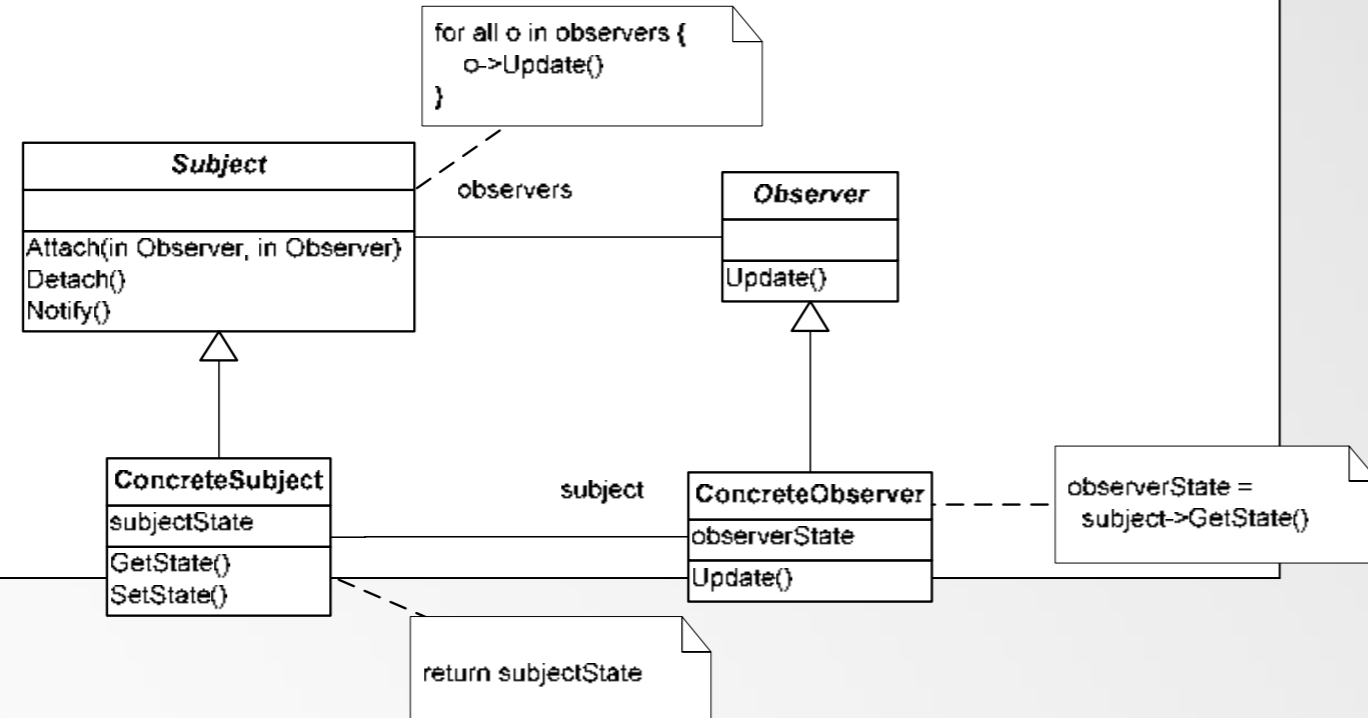 for all o in observers {
o->Update()
}
Subject
observers
Observer
Attach(in Observer, in Observer)
Detach()
Notify()
Update()
ConcreteSubject
subjectState
GetState()
SetState()
subject
ConcreteObserver
observerState
Update()
observerState =
subject->GetState()
return subjectState